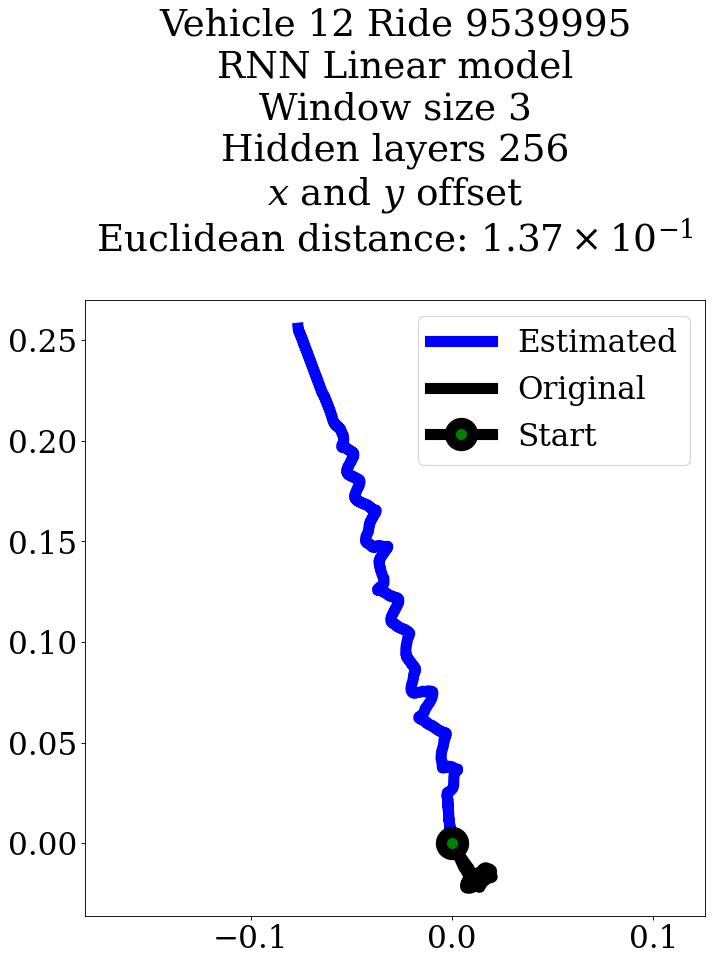 Vehicle 12 Ride 9539995
RNN Linear model
Window size 3
Hidden layers 256
x and y offset
Euclidean distance: 1.37 × 10⁻¹
Estimated
Original
Start
0.25
0.20
0.15
0.10
0.05
0.00
−0.1
0.0
0.1